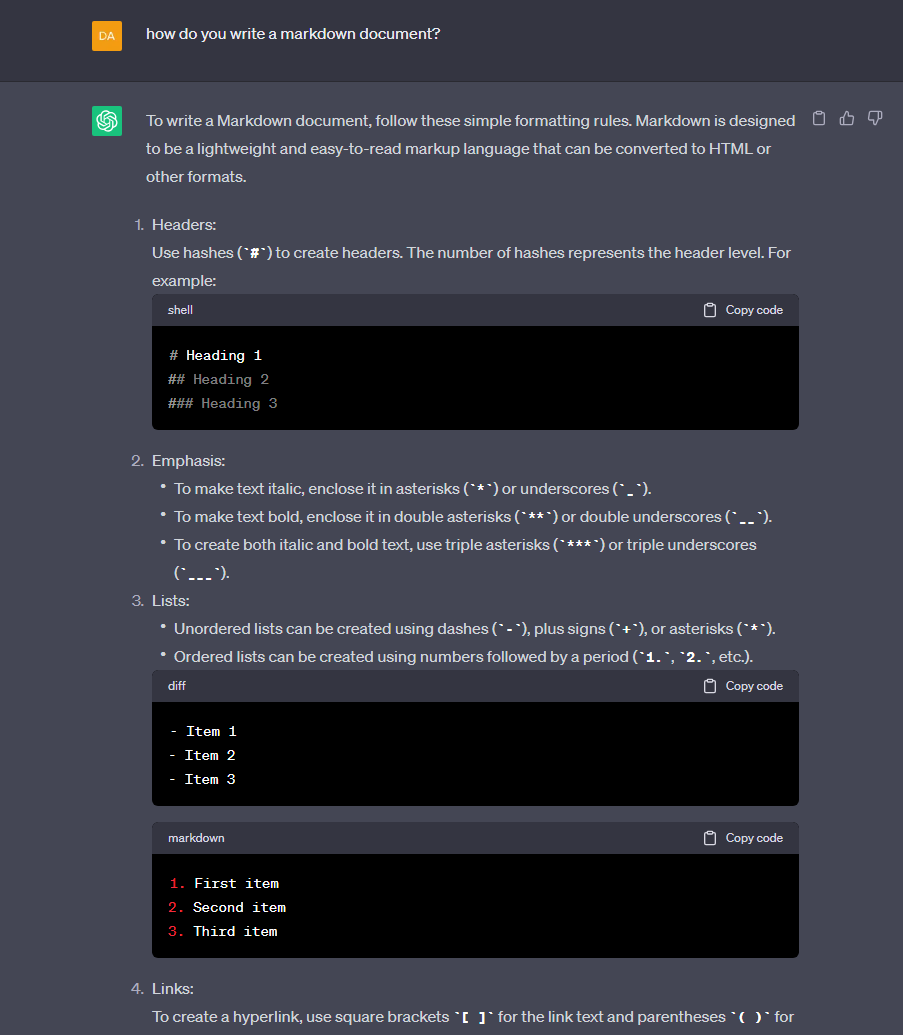 DA
how do you write a markdown document?
To write a Markdown document, follow these simple formatting rules. Markdown is designed
to be a lightweight and easy-to-read markup language that can be converted to HTML or
other formats.
1. Headers:
Use hashes (`#`) to create headers. The number of hashes represents the header level. For
example:
shell
Copy code
# Heading 1
## Heading 2
### Heading 3
2. Emphasis:
• To make text italic, enclose it in asterisks (`*`) or underscores (`_`).
• To make text bold, enclose it in double asterisks (`**`) or double underscores (`__`).
• To create both italic and bold text, use triple asterisks (`***`) or triple underscores
(`___`).
3. Lists:
• Unordered lists can be created using dashes (`-`), plus signs (`+`), or asterisks (`*`).
• Ordered lists can be created using numbers followed by a period (`1.`, `2.`, etc.).
diff
Copy code
- Item 1
- Item 2
- Item 3
markdown
Copy code
1. First item
2. Second item
3. Third item
4. Links:
To create a hyperlink, use square brackets `[ ]` for the link text and parentheses `( )` for